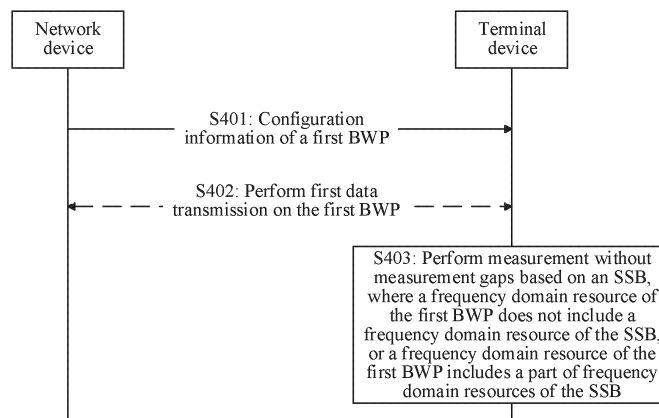 Network
device
Terminal
device
S401: Configuration
information of a first BWP
S402: Perform first data
transmission on the first BWP
S403: Perform measurement without
measurement gaps based on an SSB,
where a frequency domain resource of
the first BWP does not include a
frequency domain resource of the SSB,
or a frequency domain resource of the
first BWP includes a part of frequency
domain resources of the SSB